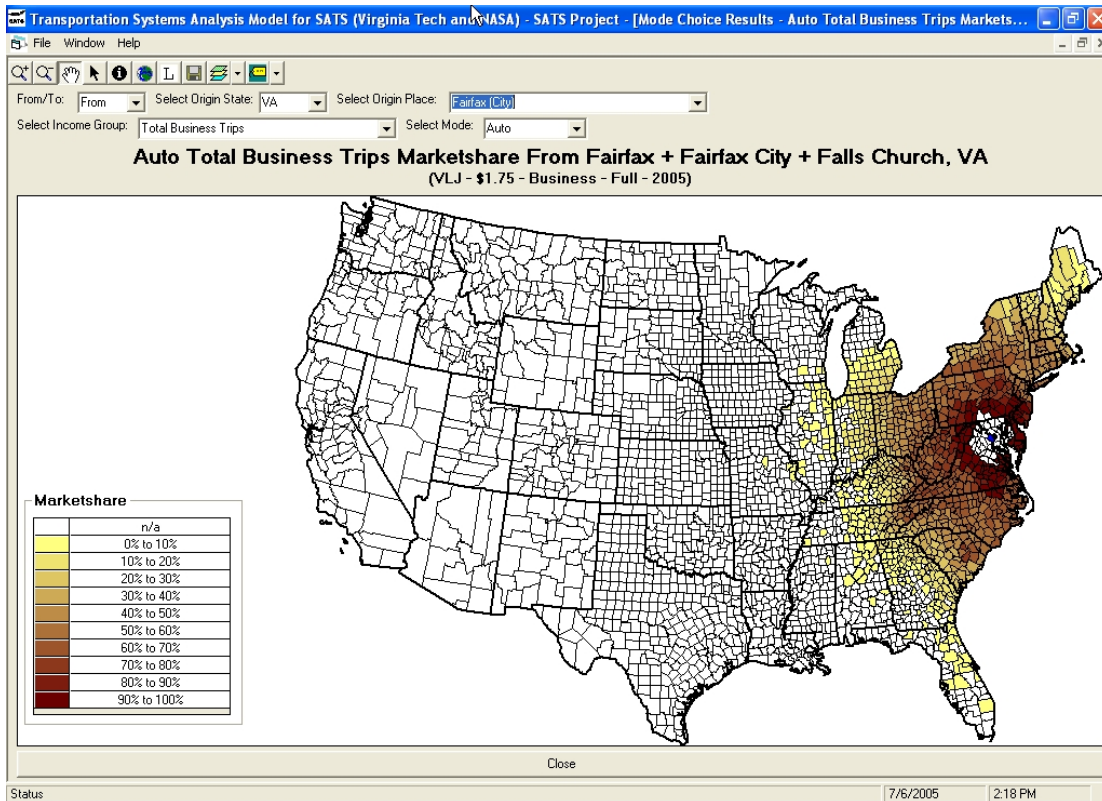 Transportation Systems Analysis Model for SATS (Virginia Tech and NASA) - SATS Project - [Mode Choice Results - Auto Total Business Trips Markets...
File Window Help
L
From/To: From Select Origin State: VA Select Origin Place: Fairfax (City)
Select Income Group: Total Business Trips Select Mode: Auto
Auto Total Business Trips Marketshare From Fairfax + Fairfax City + Falls Church, VA
(VLJ - $1.75 - Business - Full - 2005)
Marketshare
n/a
0% to 10%
10% to 20%
20% to 30%
30% to 40%
40% to 50%
50% to 60%
60% to 70%
70% to 80%
80% to 90%
90% to 100%
Close
Status 7/6/2005 2:18 PM